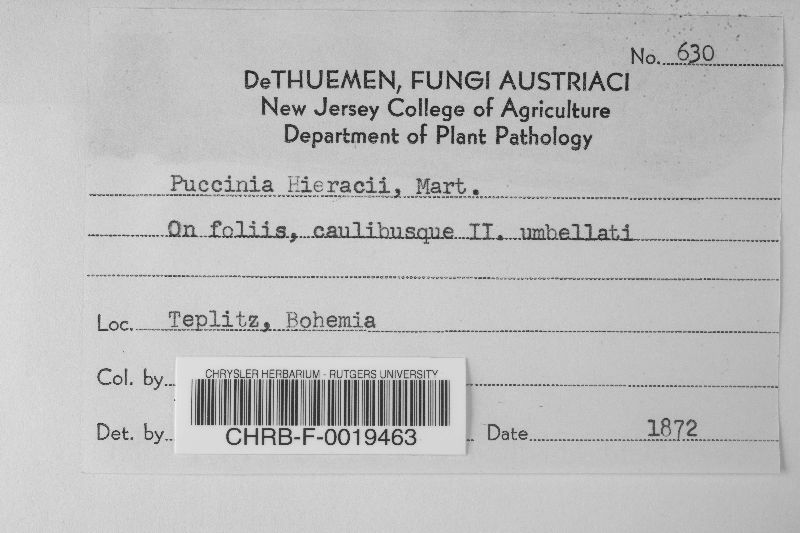 No. 630
DeTHUEMEN, FUNGI AUSTRIACI
New Jersey College of Agriculture
Department of Plant Pathology
Puccinia Hieracii, Mart.
On foliis, caulibusque II. umbellati
Loc. Teplitz, Bohemia
Col. by
CHRYSLER HERBARIUM - RUTGERS UNIVERSITY
CHRB-F-0019463
Det. by
Date 1872